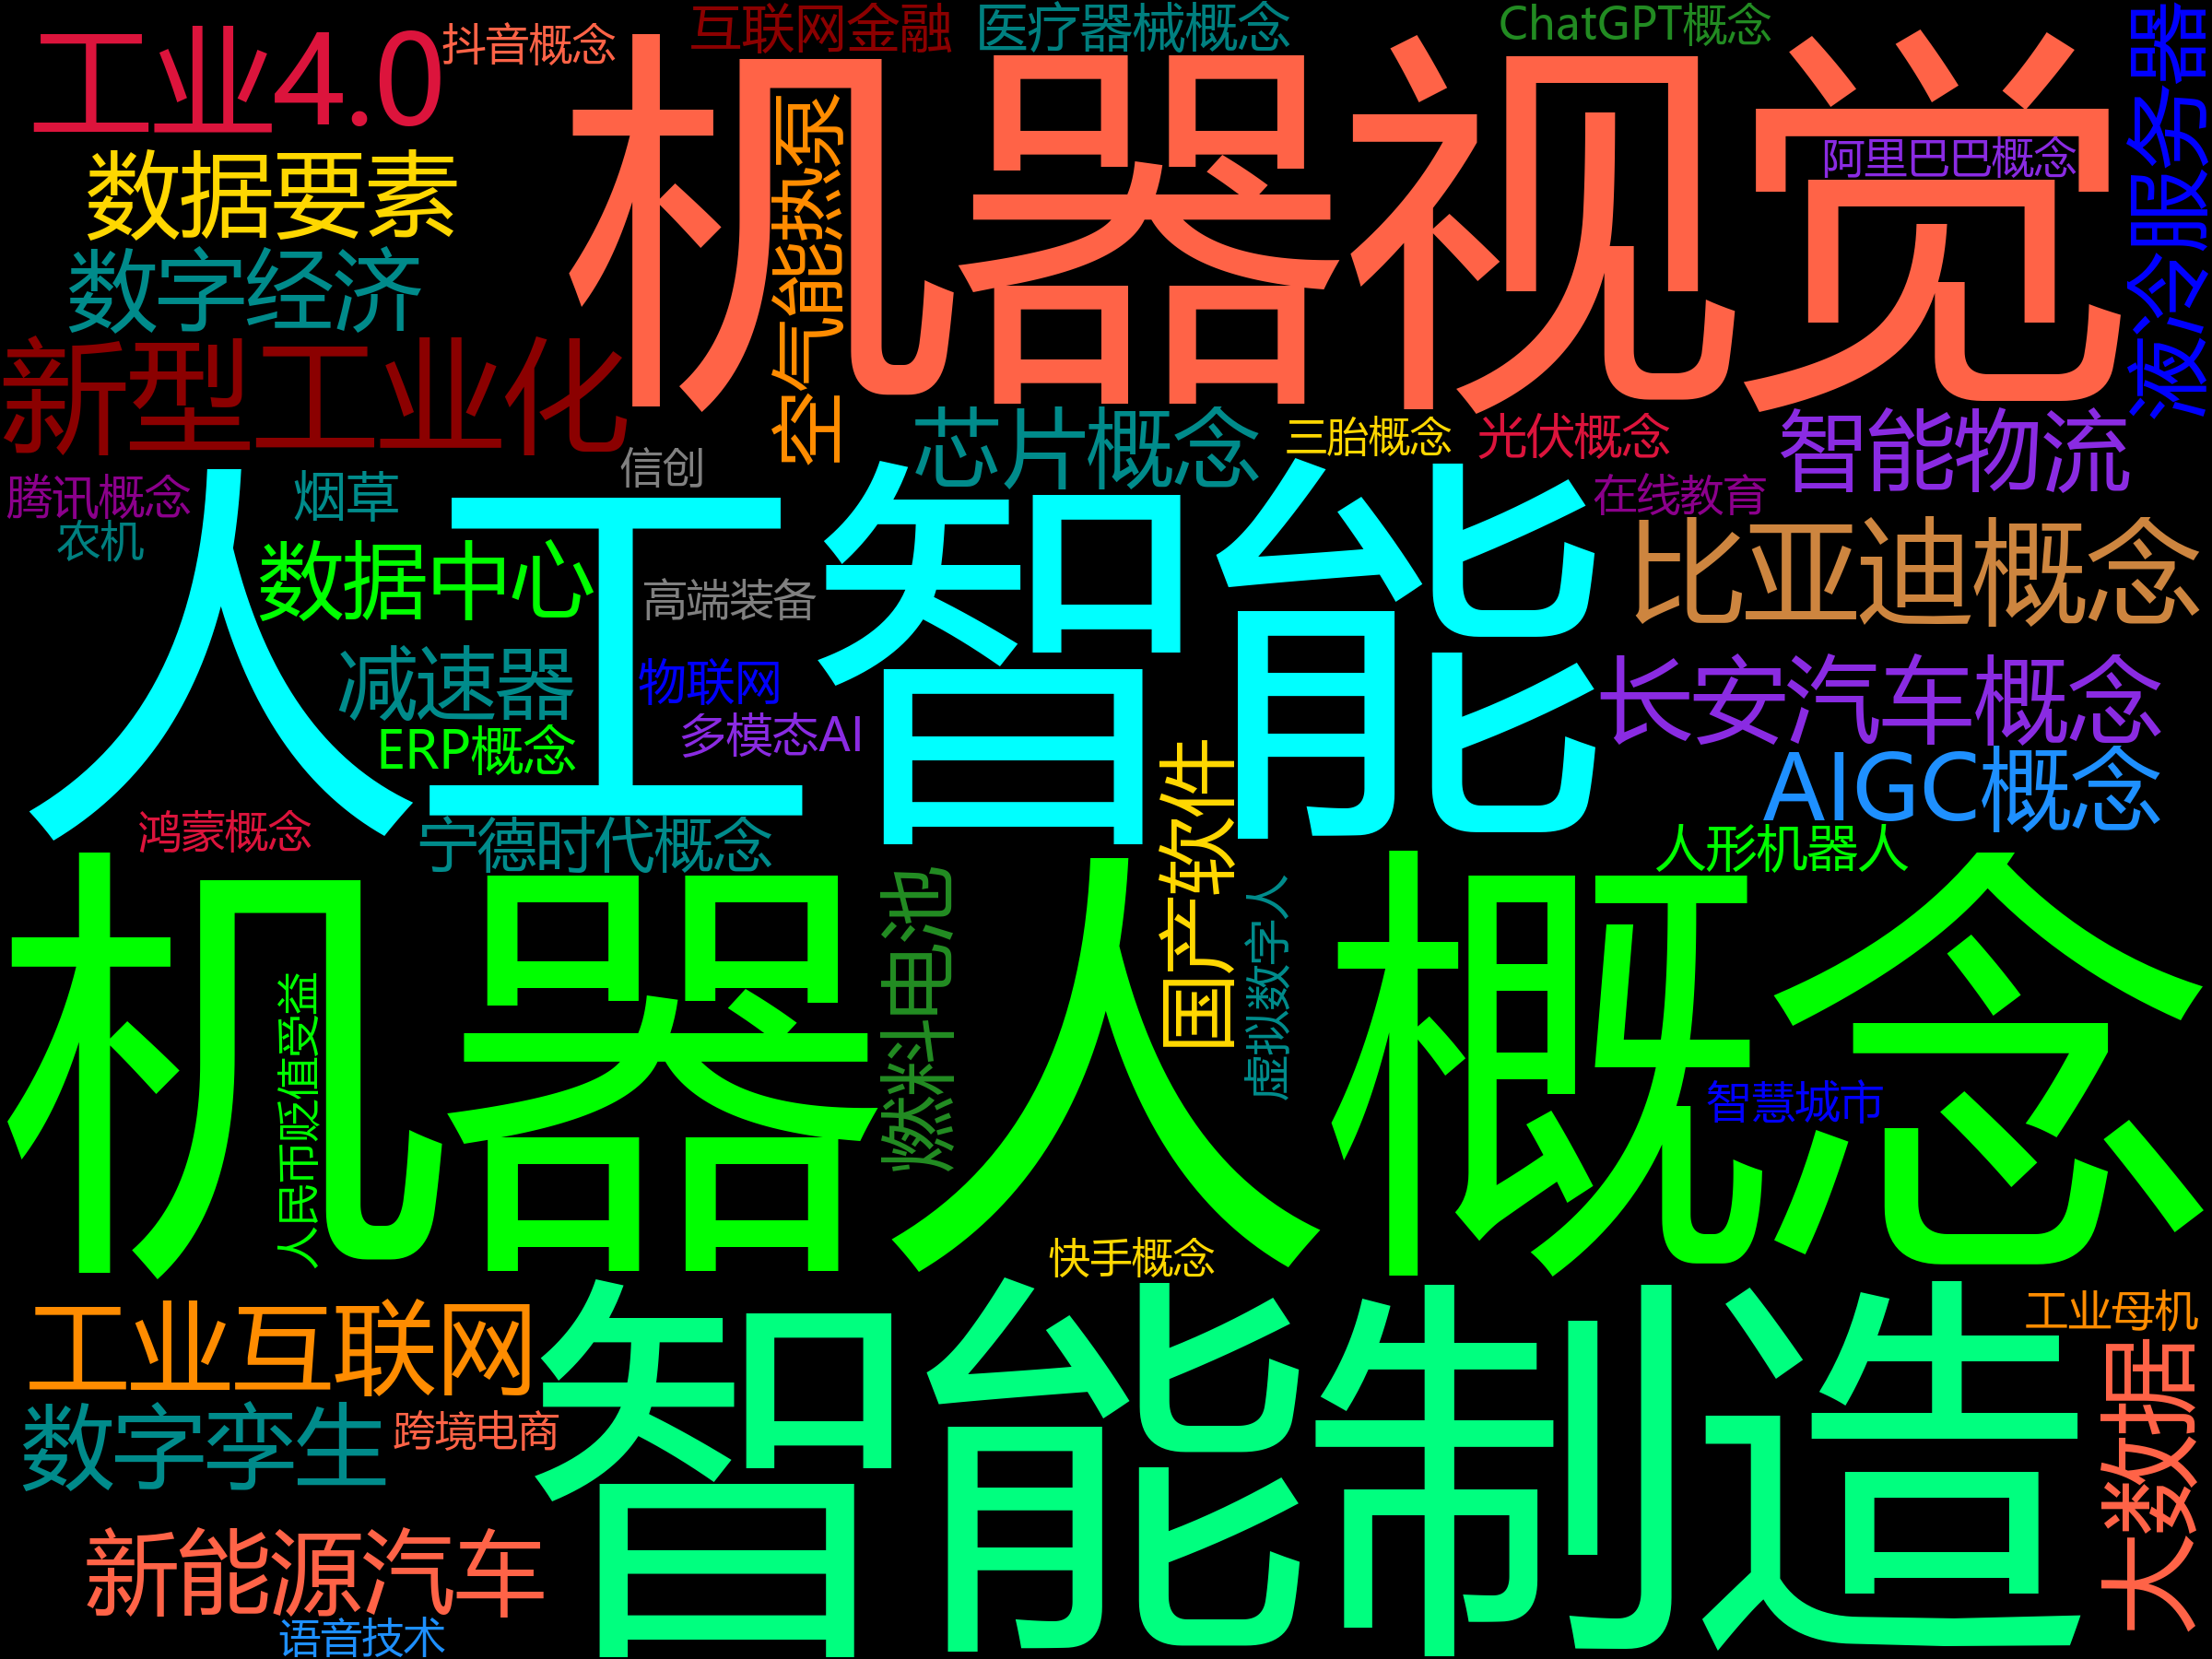 工业4.0
抖音概念
互联网金融
医疗器械概念
ChatGPT概念
机器视觉
液冷服务器
阿里巴巴概念
数据要素
空气能热泵
数字经济
新型工业化
芯片概念
三胎概念
光伏概念
智能物流
信创
腾讯概念
烟草
在线教育
农机
人工智能
比亚迪概念
数据中心
高端装备
减速器
物联网
长安汽车概念
多模态AI
ERP概念
AIGC概念
国产软件
鸿蒙概念
宁德时代概念
人形机器人
机器人概念
燃料电池
虚拟数字人
人民币贬值受益
智慧城市
快手概念
智能制造
工业母机
工业互联网
大数据
数字孪生
跨境电商
新能源汽车
语音技术